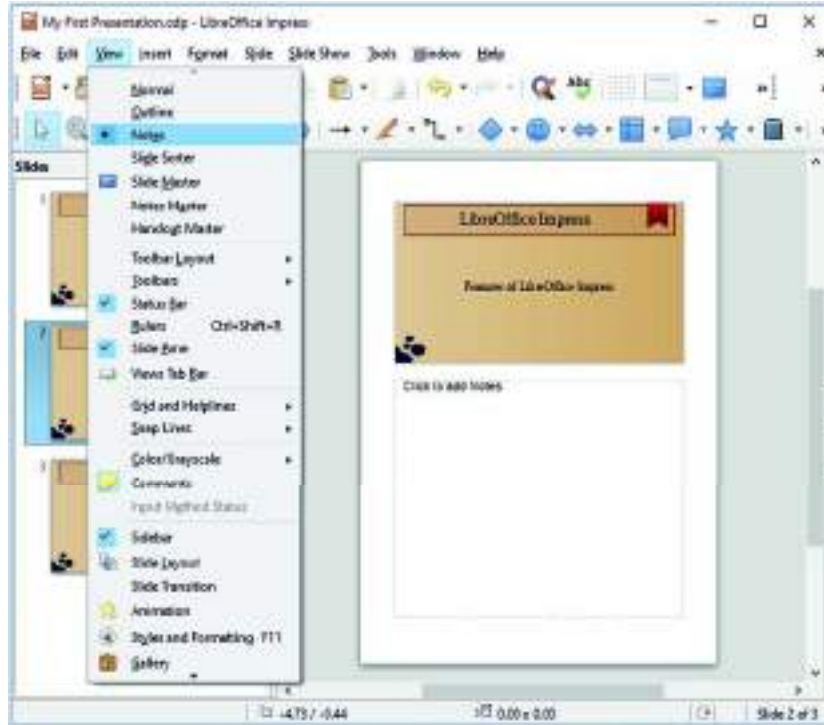 My First Presentation.odp - LibreOffice Impress
File Edit View Insert Format Slide Slide Show Tools Window Help
Abc
Normal
Outline
Notes
Slide Sorter
Slide Master
Notes Master
Handout Master
Toolbar Layout
Toolbars
Status Bar
Rulers Ctrl+Shift+R
Slide Pane
Views Tab Bar
Grid and Helplines
Snap Lines
Color/Grayscale
Comments
Input Method Status
Sidebar
Slide Layout
Slide Transition
Animation
Styles and Formatting F11
Gallery
Slides
1
2
3
LibreOffice Impress
Features of LibreOffice Impress
Click to add Notes
-4.73 / -0.44 0.00 x 0.00 Slide 2 of 3